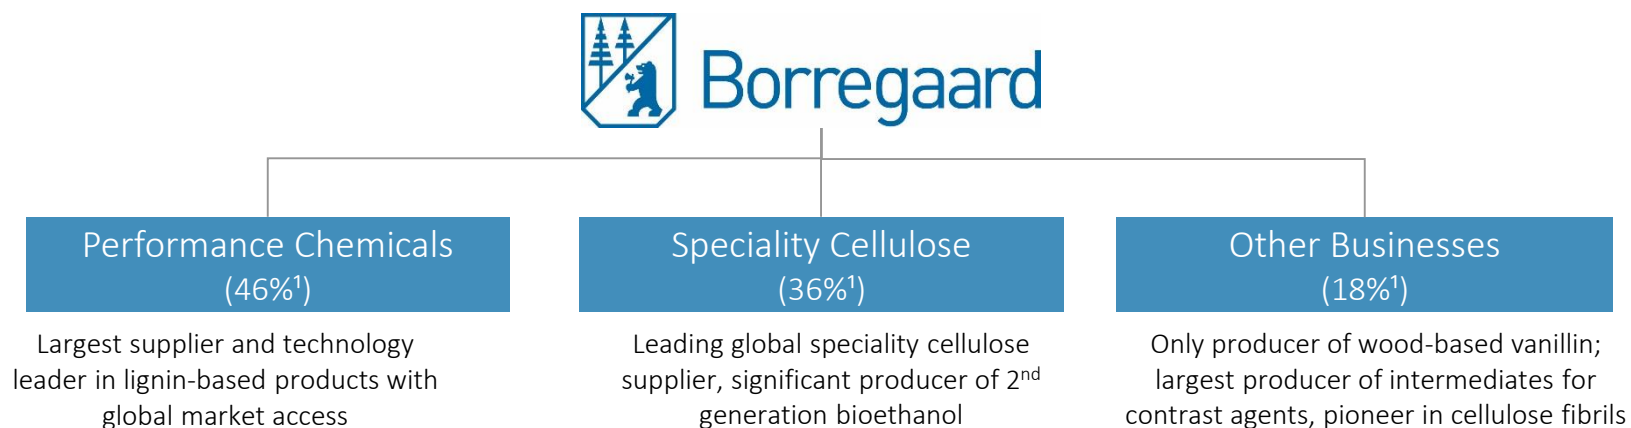 Borregaard
Performance Chemicals
(46%¹)
Largest supplier and technology
leader in lignin-based products with
global market access
Speciality Cellulose
(36%¹)
Leading global speciality cellulose
supplier, significant producer of 2nd
generation bioethanol
Other Businesses
(18%¹)
Only producer of wood-based vanillin;
largest producer of intermediates for
contrast agents, pioneer in cellulose fibrils